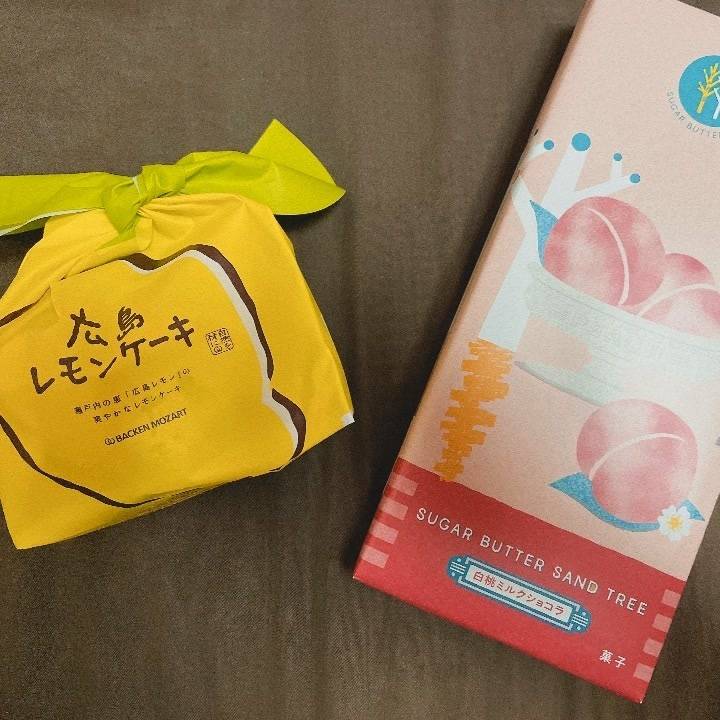 広島
レモンケーキ
瀬戸内の恵「広島レモン」の
爽やかなレモンケーキ
BACKEN MOZART
SUGAR BUTTER
SUGAR BUTTER SAND TREE
白桃ミルクショコラ
菓子